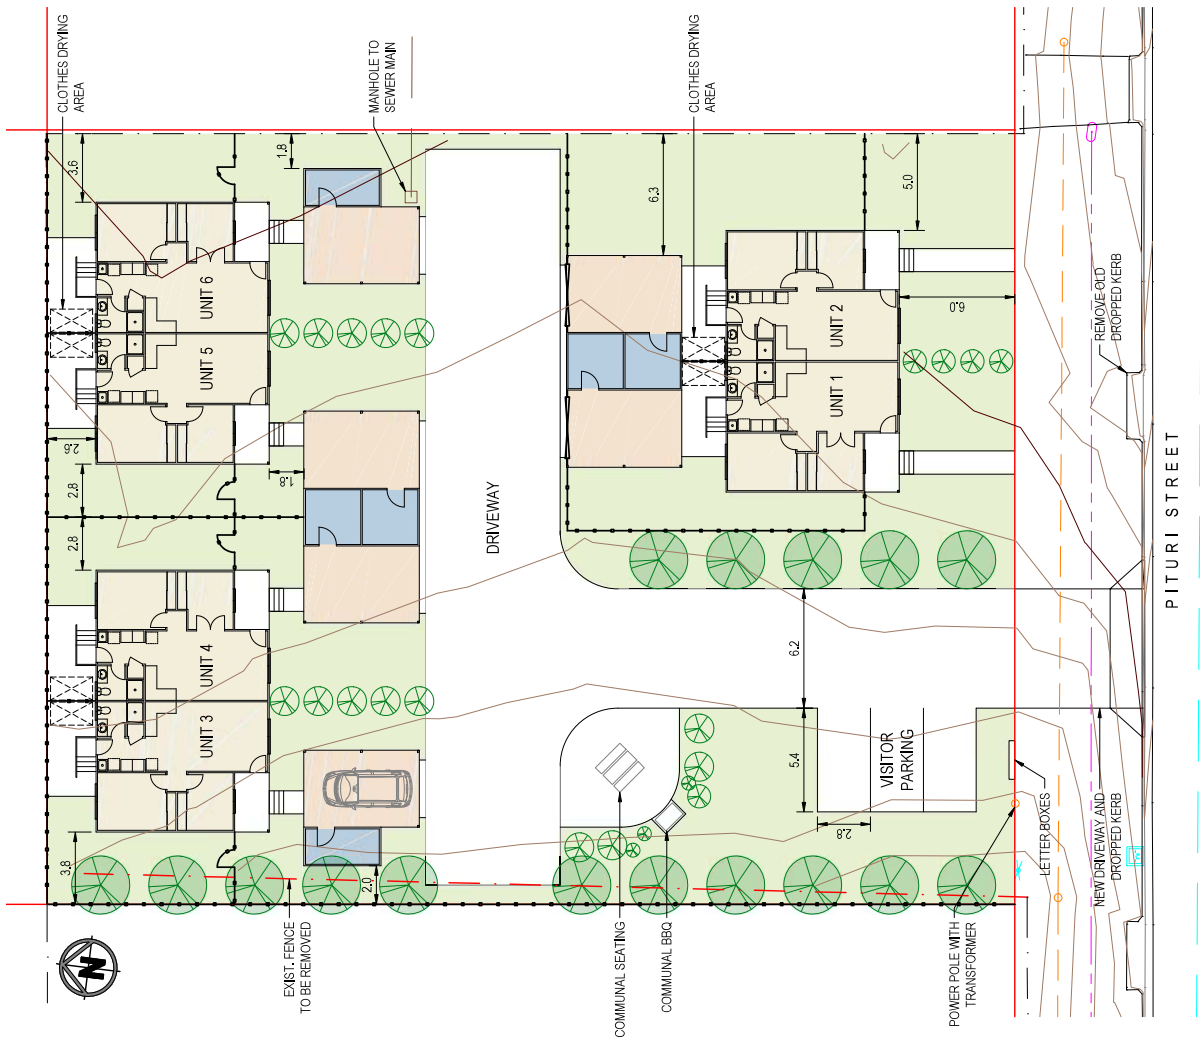 CLOTHES DRYING
AREA
MANHOLE TO
SEWER MAIN
CLOTHES DRYING
AREA
3.6
1.8
6.3
5.0
UNIT 6
UNIT 5
UNIT 2
UNIT 1
6.0
REMOVE OLD
DROPPED KERB
2.6
2.8
1.8
2.8
DRIVEWAY
PITURI STREET
UNIT 4
UNIT 3
6.2
5.4
VISITOR
PARKING
2.8
3.8
2.0
LETTER BOXES
NEW DRIVEWAY AND
DROPPED KERB
N
EXIST. FENCE
TO BE REMOVED
COMMUNAL SEATING
COMMUNAL BBQ
POWER POLE WITH
TRANSFORMER